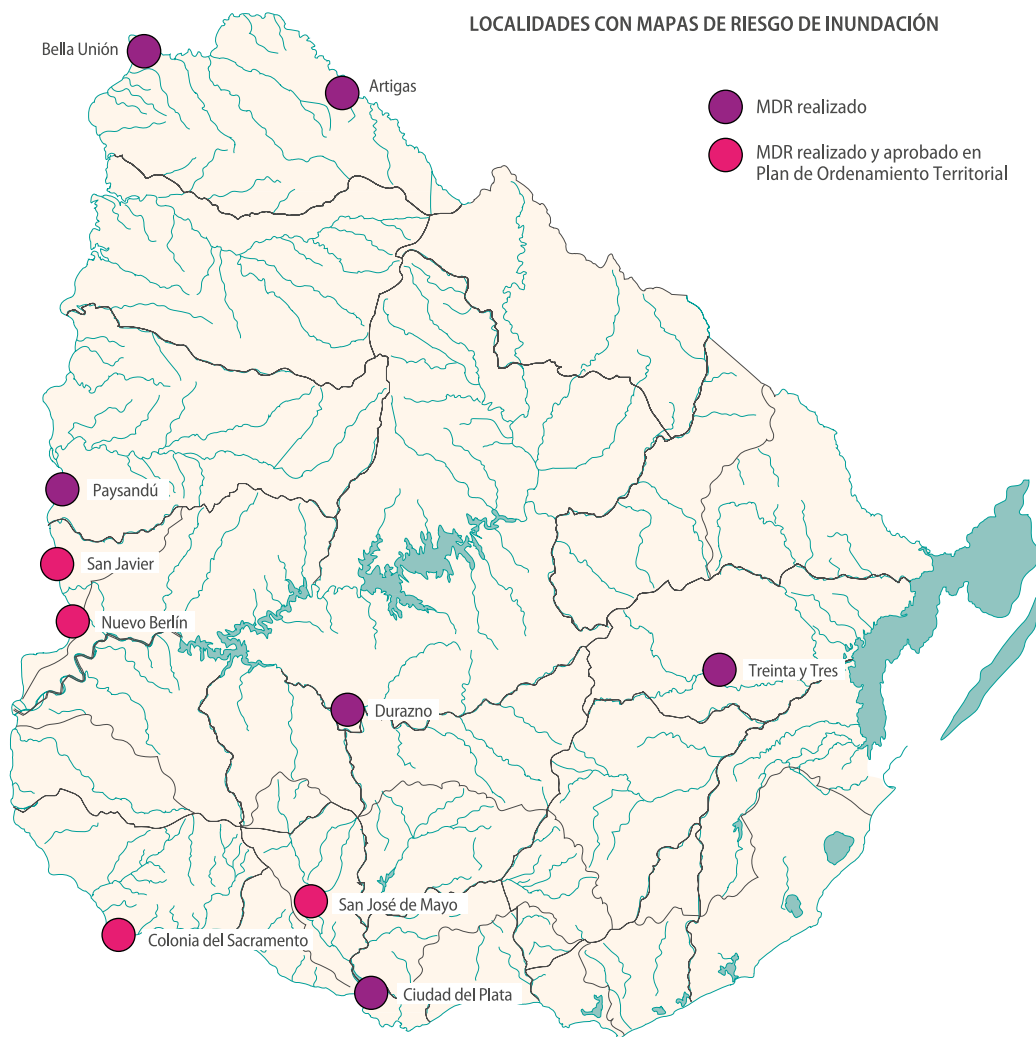 LOCALIDADES CON MAPAS DE RIESGO DE INUNDACIÓN
Bella Unión
Artigas
MDR realizado
MDR realizado y aprobado en
Plan de Ordenamiento Territorial
Paysandú
San Javier
Nuevo Berlín
Treinta y Tres
Durazno
San José de Mayo
Colonia del Sacramento
Ciudad del Plata